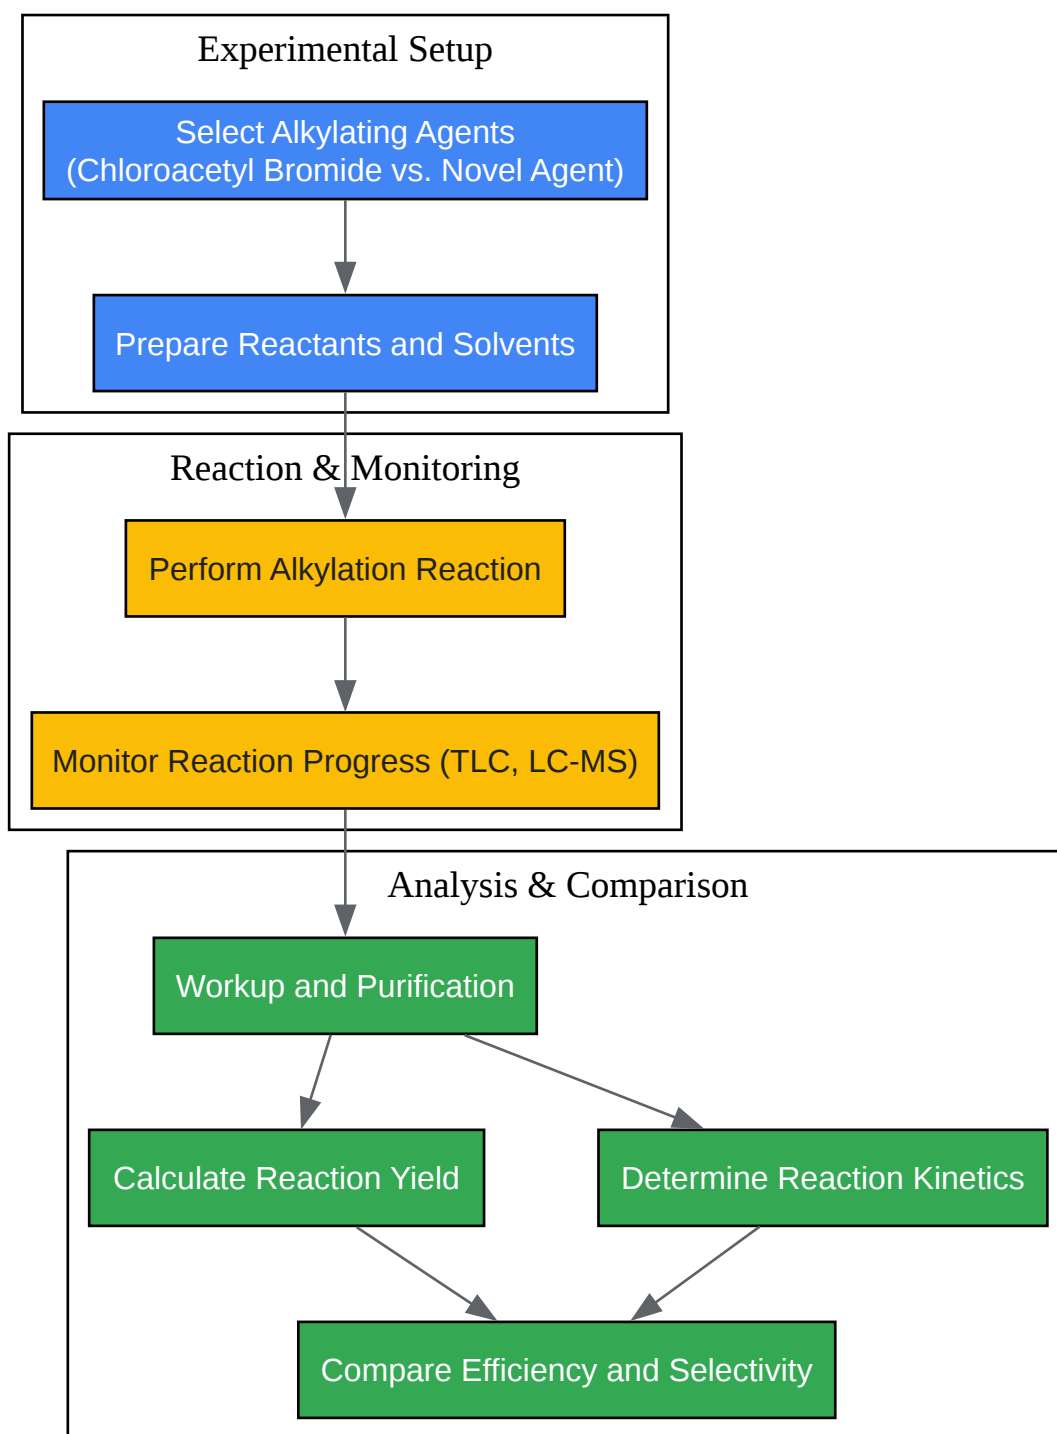 Experimental Setup
Select Alkylating Agents
(Chloroacetyl Bromide vs. Novel Agent)
Prepare Reactants and Solvents
Reaction & Monitoring
Perform Alkylation Reaction
Monitor Reaction Progress (TLC, LC-MS)
Analysis & Comparison
Workup and Purification
Calculate Reaction Yield
Determine Reaction Kinetics
Compare Efficiency and Selectivity